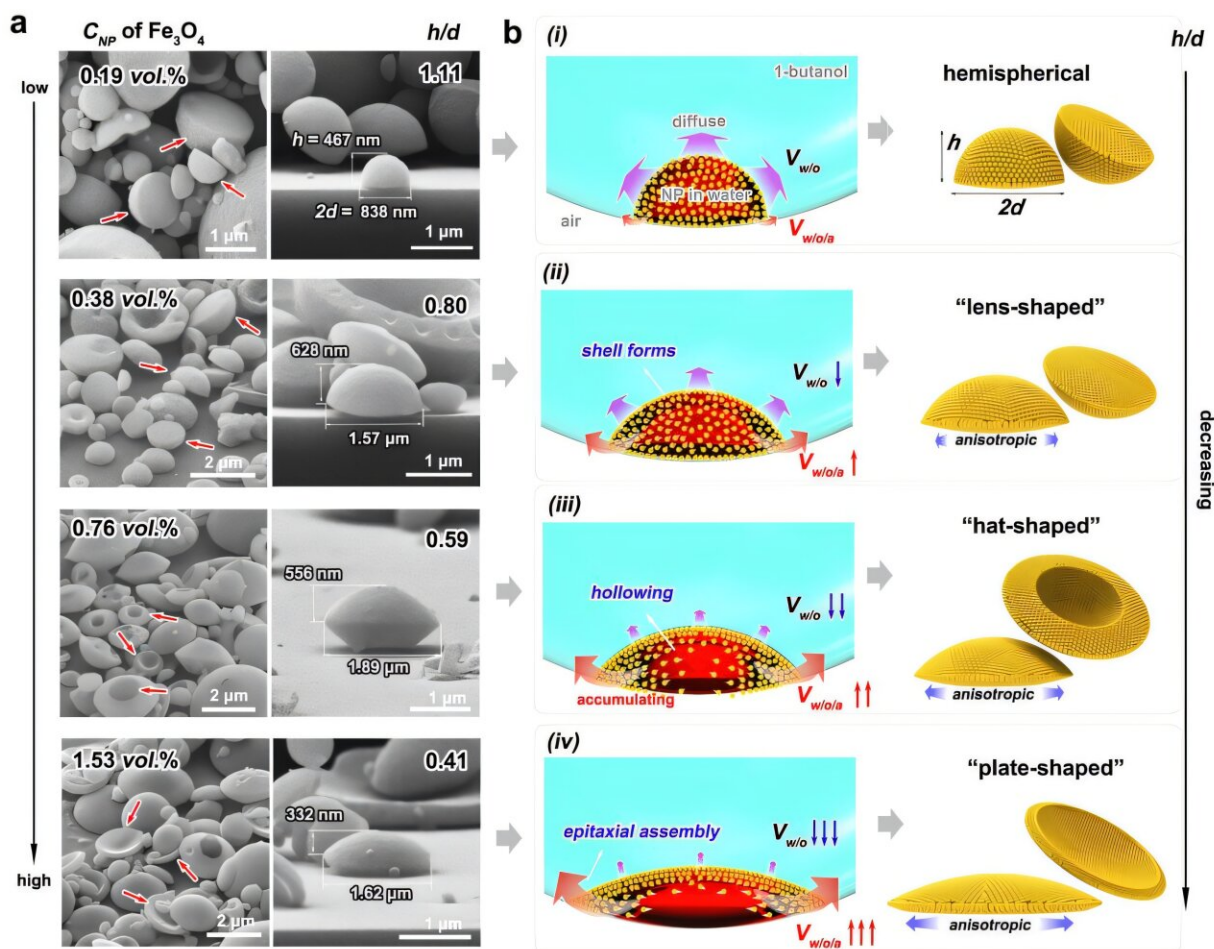 a
C_NP of Fe₃O₄
h/d
low
high
0.19 vol.%
1 µm
1.11
h = 467 nm
2d = 838 nm
1 µm
0.38 vol.%
2 µm
0.80
628 nm
1.57 µm
1 µm
0.76 vol.%
2 µm
0.59
556 nm
1.89 µm
1 µm
1.53 vol.%
2 µm
0.41
332 nm
1.62 µm
1 µm
b
h/d
decreasing
(i)
1-butanol
diffuse
V_w/o
NP in water
air
V_w/o/a
hemispherical
h
2d
(ii)
shell forms
V_w/o ↓
V_w/o/a ↑
"lens-shaped"
anisotropic
(iii)
hollowing
V_w/o ↓↓
accumulating
V_w/o/a ↑↑
"hat-shaped"
anisotropic
(iv)
epitaxial assembly
V_w/o ↓↓↓
V_w/o/a ↑↑↑
"plate-shaped"
anisotropic